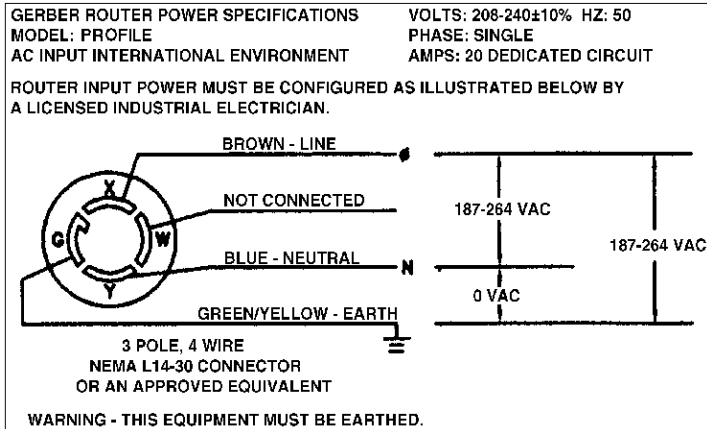 GERBER ROUTER POWER SPECIFICATIONS
MODEL: PROFILE
AC INPUT INTERNATIONAL ENVIRONMENT
VOLTS: 208-240±10% HZ: 50
PHASE: SINGLE
AMPS: 20 DEDICATED CIRCUIT
ROUTER INPUT POWER MUST BE CONFIGURED AS ILLUSTRATED BELOW BY
A LICENSED INDUSTRIAL ELECTRICIAN.
BROWN - LINE
ø
X
NOT CONNECTED
187-264 VAC
G
W
187-264 VAC
BLUE - NEUTRAL
N
Y
0 VAC
GREEN/YELLOW - EARTH
3 POLE, 4 WIRE
NEMA L14-30 CONNECTOR
OR AN APPROVED EQUIVALENT
WARNING - THIS EQUIPMENT MUST BE EARTHED.